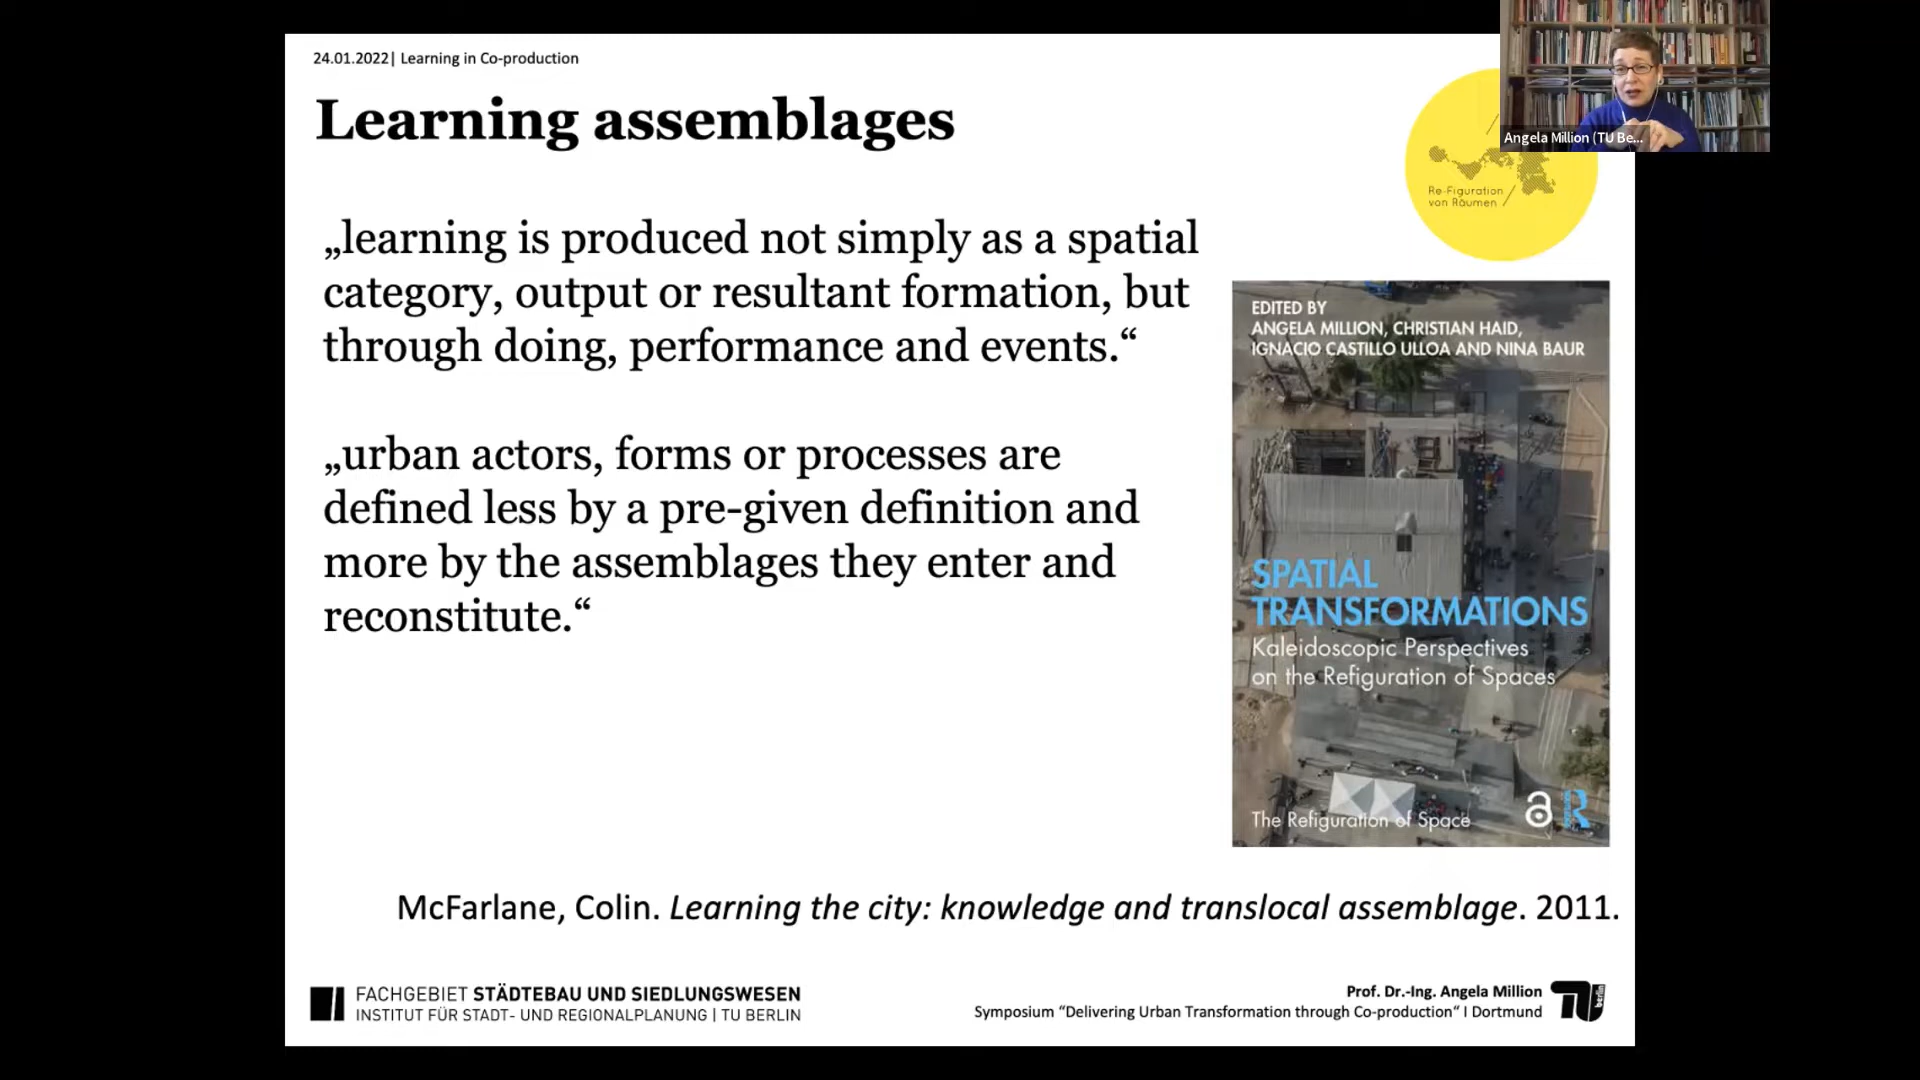 24.01.2022| Learning in Co-production
Learning assemblages
Angela Million (TU Be...
Re-Figuration
von Räumen
„learning is produced not simply as a spatial
category, output or resultant formation, but
through doing, performance and events.“
„urban actors, forms or processes are
defined less by a pre-given definition and
more by the assemblages they enter and
reconstitute.“
EDITED BY
ANGELA MILLION, CHRISTIAN HAID,
IGNACIO CASTILLO ULLOA AND NINA BAUR
SPATIAL
TRANSFORMATIONS
Kaleidoscopic Perspectives
on the Refiguration of Spaces
The Refiguration of Space
McFarlane, Colin. Learning the city: knowledge and translocal assemblage. 2011.
FACHGEBIET STÄDTEBAU UND SIEDLUNGSWESEN
INSTITUT FÜR STADT- UND REGIONALPLANUNG | TU BERLIN
Prof. Dr.-Ing. Angela Million
Symposium “Delivering Urban Transformation through Co-production“ I Dortmund
TU berlin